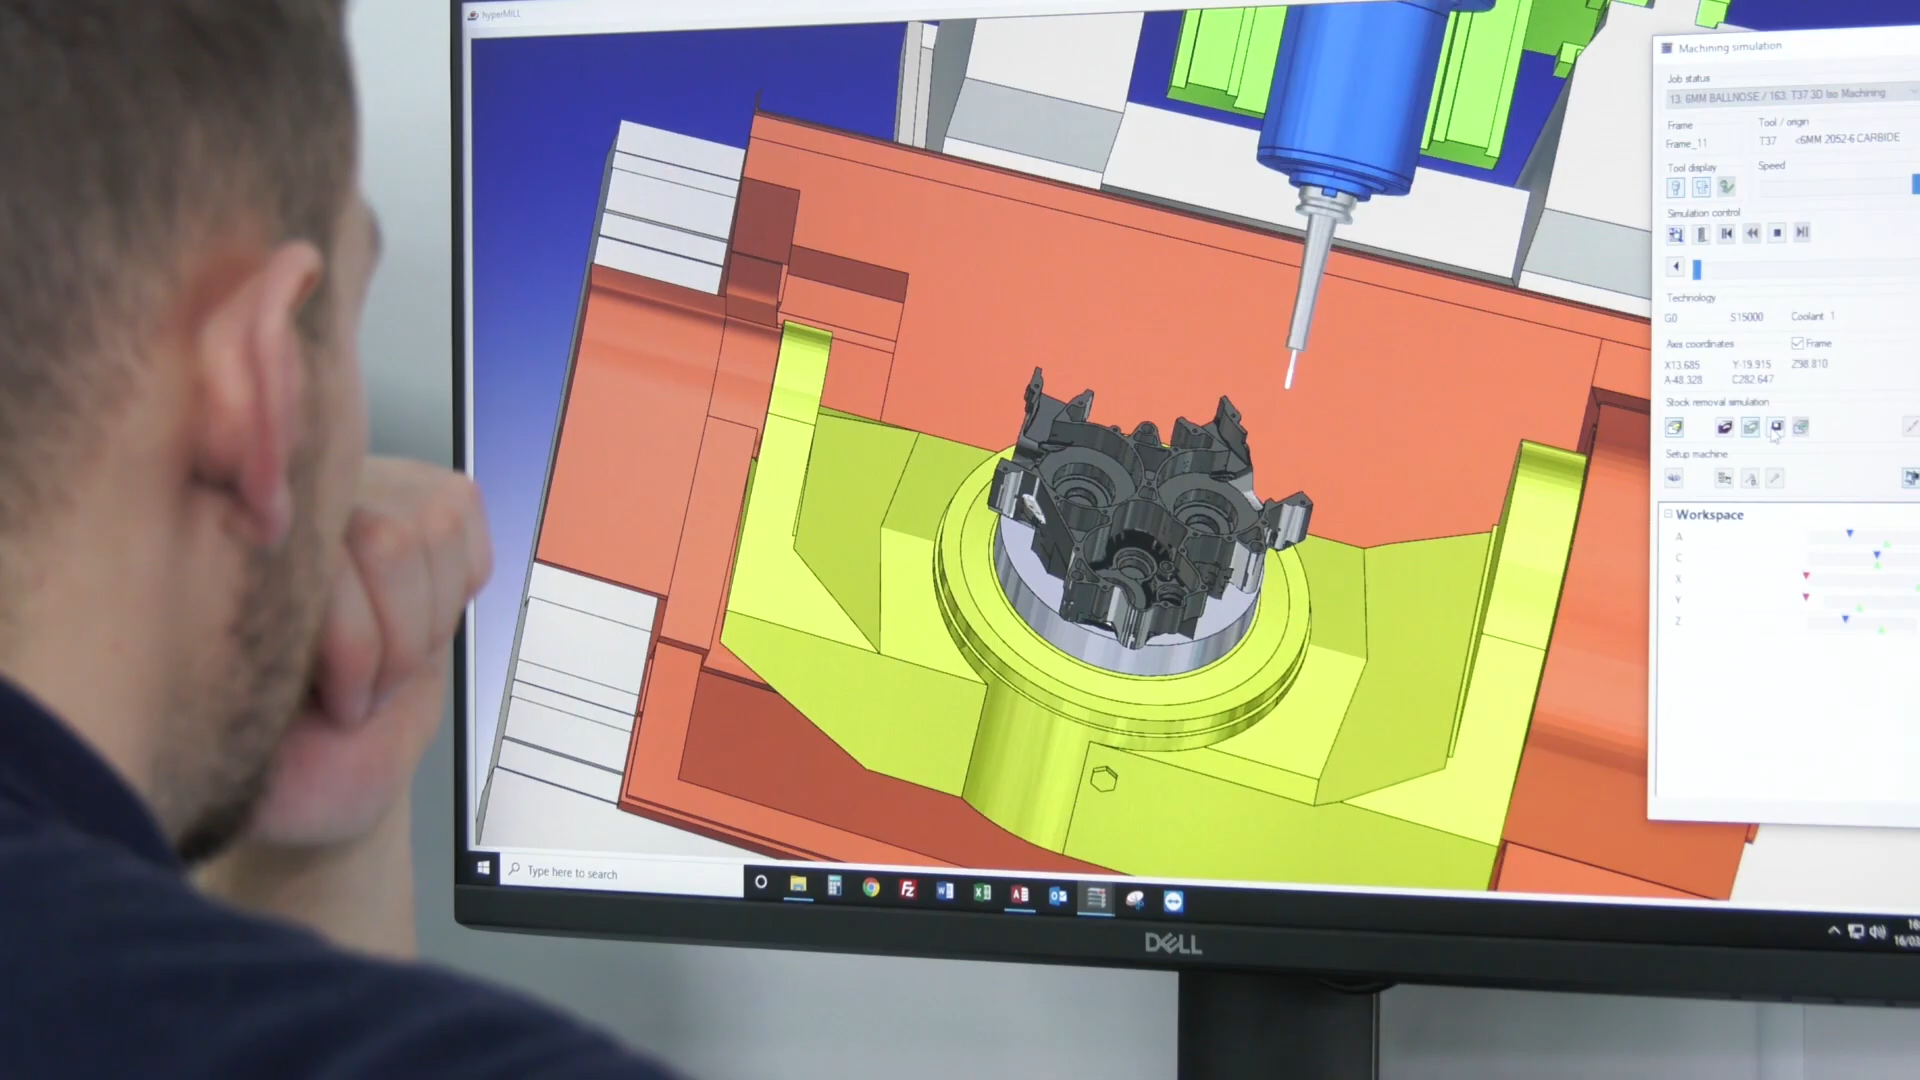 hyperMILL
Machining simulation
Job status
13: 6MM BALLNOSE / 163: T37 3D Iso Machining
Frame
Tool / origin
Frame_11
T37 <6MM 2052-6 CARBIDE
Tool display
Speed
Simulation control
Technology
G0 S15000 Coolant 1
Axis coordinates
Frame
X13.685 Y-19.915 Z98.810
A-48.328 C282.647
Stock removal simulation
Setup machine
Workspace
A
C
X
Y
Z
Type here to search
16/03
DELL